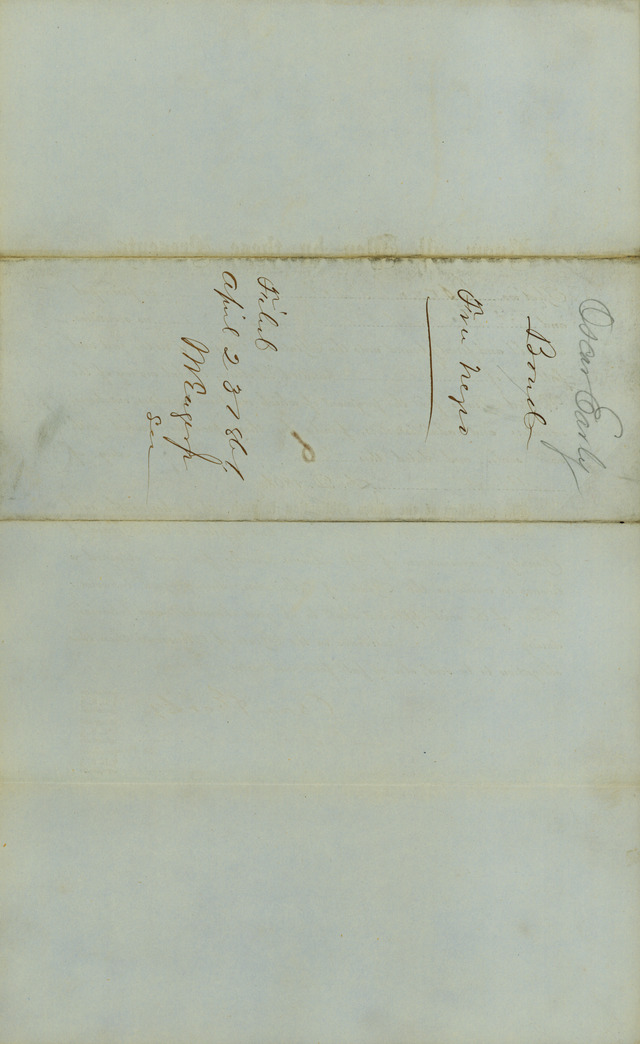 Oscar Early
Bond
Free Negro
Filed
April 23 1861
Sec